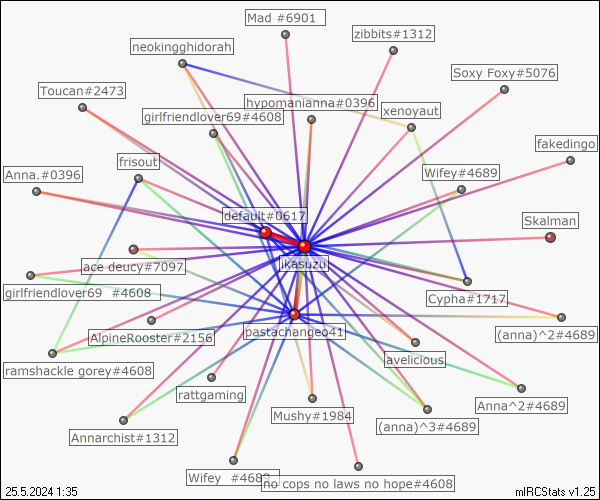 Mad #6901
zibbits#1312
neokingghidorah
Soxy Foxy#5076
Toucan#2473
hypomanianna#0396
girlfriendlover69#4608
xenoyaut
fakedingo
frisout
Anna.#0396
Wifey#4689
default#0617
Skalman
jikasuzu
ace deucy#7097
girlfriendlover69 #4608
Cypha#1717
AlpineRooster#2156
pastachangeo41
(anna)^2#4689
avelicious
ramshackle gorey#4608
rattgaming
Anna^2#4689
Mushy#1984
(anna)^3#4689
Annarchist#1312
Wifey #4689
no cops no laws no hope#4608
25.5.2024 1:35
mIRCStats v1.25